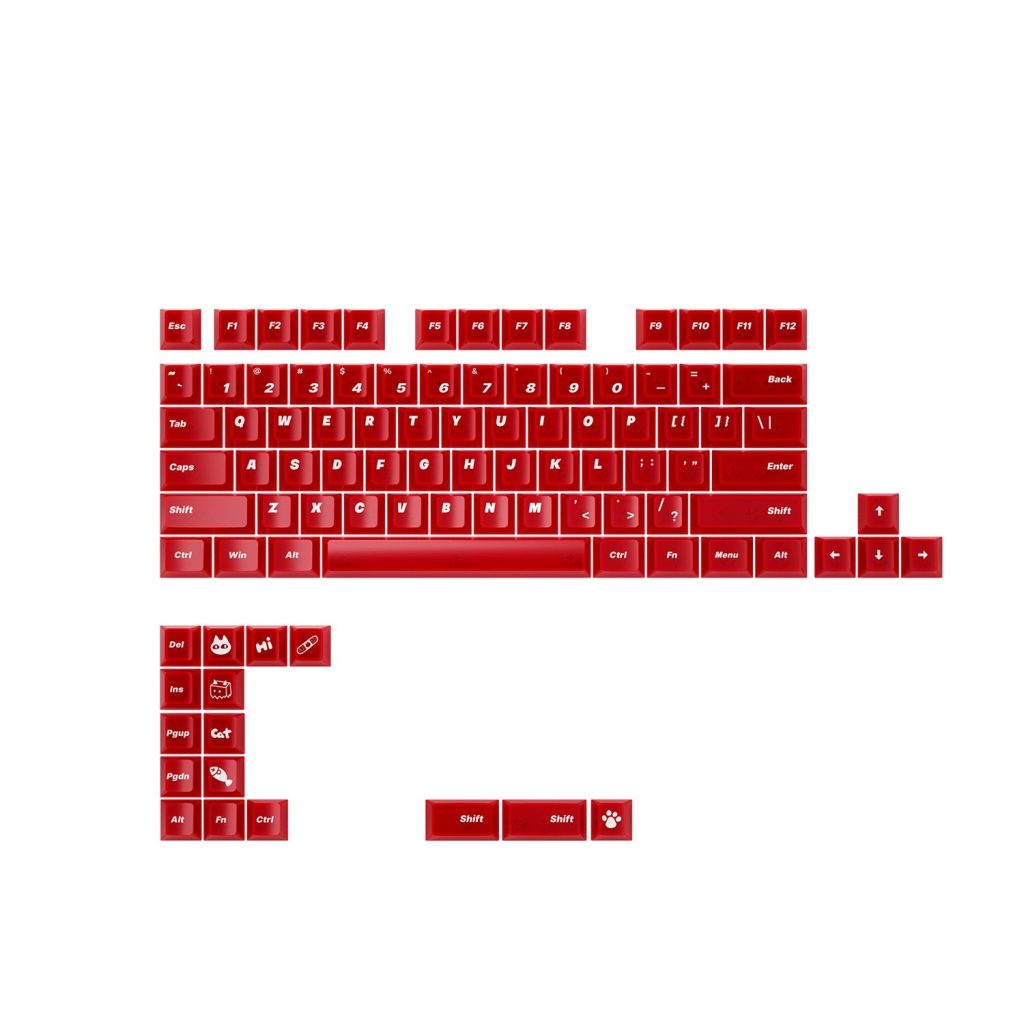 Esc F1 F2 F3 F4 F5 F6 F7 F8 F9 F10 F11 F12
~ ` ! 1 @ 2 # 3 $ 4 % 5 ^ 6 & 7 * 8 ( 9 ) 0 - _ = + Back
Tab Q W E R T Y U I O P [ { ] } \ |
Caps A S D F G H J K L ; : ' " Enter
Shift Z X C V B N M ' < . > / ? Shift
↑
Ctrl Win Alt Ctrl Fn Menu Alt ← ↓ →
Del Hi
Ins
Pgup Cat
Pgdn
Alt Fn Ctrl Shift Shift